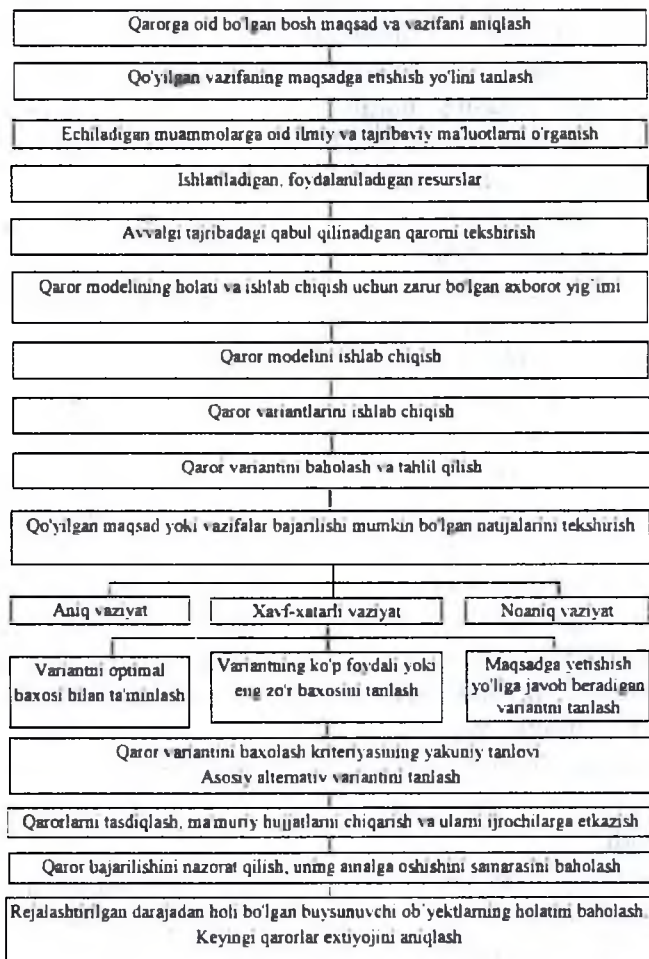 Qarorga oid bo'lgan bosh maqsad va vazifani aniqlash
Qo'yilgan vazifaning maqsadga etishish yo'lini tanlash
Echiladigan muammolarga oid ilmiy va tajribaviy ma'luotlarni o'rganish
Ishlatiladigan, foydalaniladigan resurslar
Avvalgi tajribadagi qabul qilinadigan qarorni tekshirish
Qaror modelining holati va ishlab chiqish uchun zarur bo'lgan axborot yig`imi
Qaror modelini ishlab chiqish
Qaror variantlarini ishlab chiqish
Qaror variantini baholash va tahlil qilish
Qo'yilgan maqsad yoki vazifalar bajarilishi mumkin bo'lgan natijalarini tekshirish
Aniq vaziyat
Xavf-xatarli vaziyat
Noaniq vaziyat
Variantni optimal
baxosi bilan ta'minlash
Variantning ko'p foydali yoki
eng zo'r baxosini tanlash
Maqsadga yetishish
yo'liga javob beradigan
variantni tanlash
Qaror variantini baxolash kriteriyasining yakuniy tanlovi
Asosiy alternativ variantini tanlash
Qarorlarni tasdiqlash, mamuriy hujjatlarni chiqarish va ularni ijrochilarga etkazish
Qaror bajarilishini nazorat qilish, uning amalga oshishini samarasini baholash
Rejalashtirilgan darajadan holi bo'lgan buysunuvchi ob`yektlarning holatini baholash.
Keyingi qarorlar extiyojini aniqlash